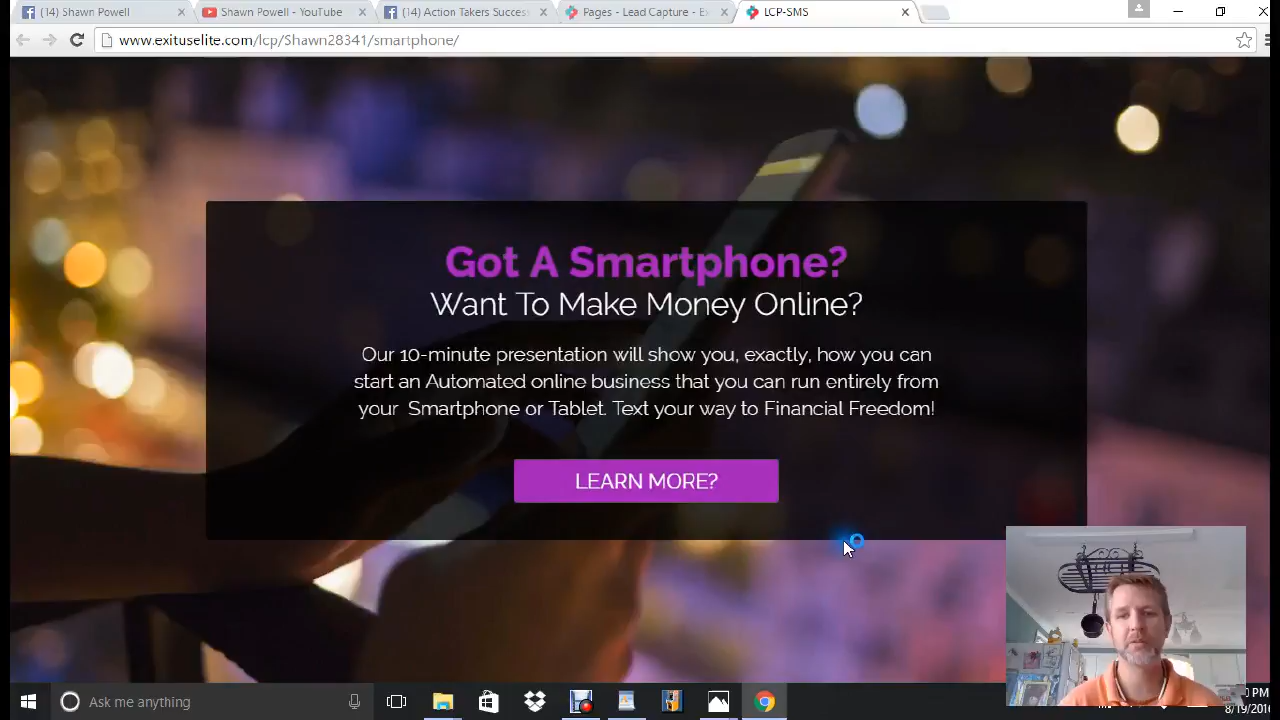 (14) Shawn Powell
Shawn Powell - YouTube
(14) Action Takers Succes
Pages - Lead Capture - Ex
LCP-SMS
www.exituselite.com/lcp/Shawn28341/smartphone/
Got A Smartphone?
Want To Make Money Online?
Our 10-minute presentation will show you, exactly, how you can
start an Automated online business that you can run entirely from
your Smartphone or Tablet. Text your way to Financial Freedom!
LEARN MORE?
Ask me anything
PM